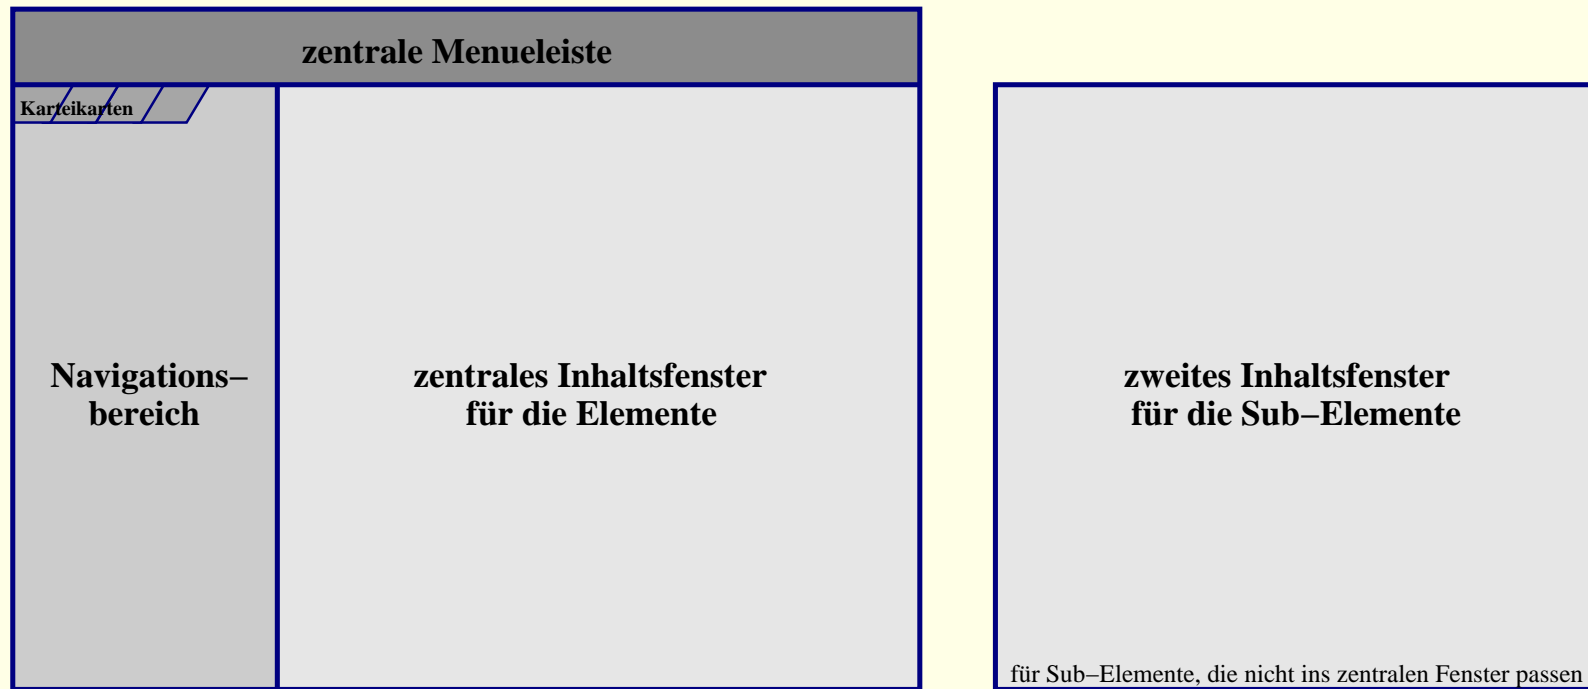 zentrale Menueleiste
Karteikarten
Navigations−
bereich
zentrales Inhaltsfenster
für die Elemente
zweites Inhaltsfenster
für die Sub−Elemente
für Sub−Elemente, die nicht ins zentralen Fenster passen